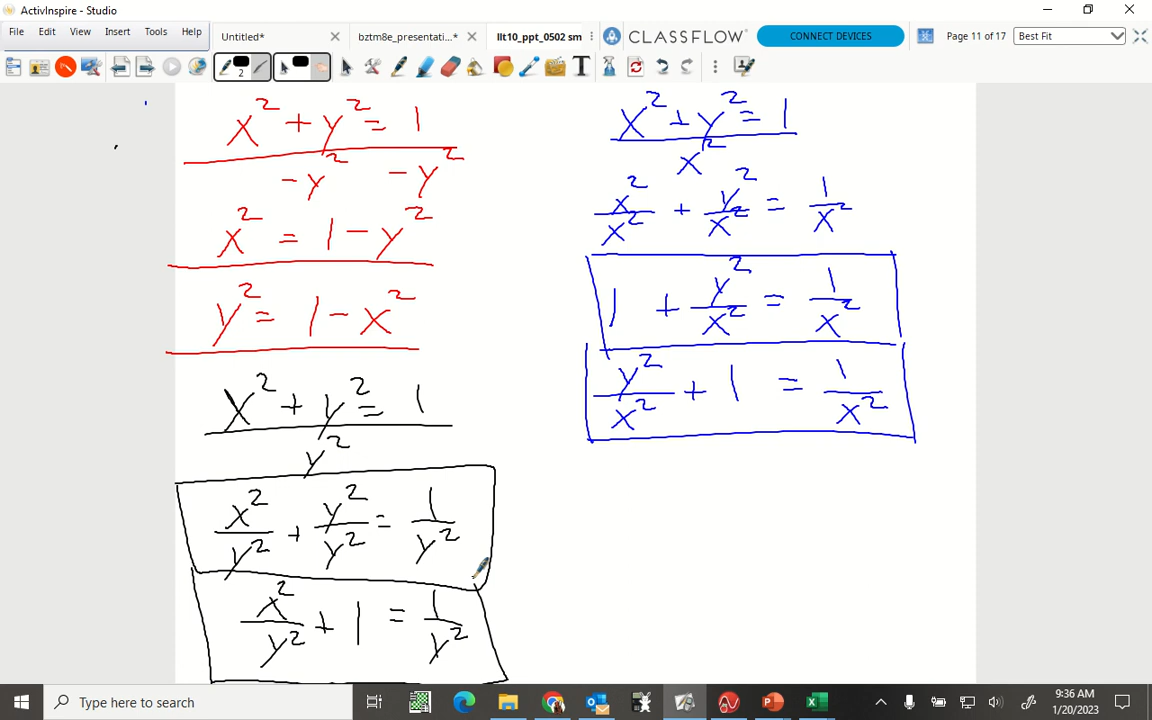 ActivInspire - Studio
File Edit View Insert Tools Help
Untitled* bztm8e_presentati...* llt10_ppt_0502 sm CLASSFLOW CONNECT DEVICES Page 11 of 17 Best Fit
2
x² + y² = 1
- y² - y²
x² = 1 - y²
y² = 1 - x²
x² + y² = 1
y²
x²/y² + y²/y² = 1/y²
x²/y² + 1 = 1/y²
x² + y² = 1
x²
x²/x² + y²/x² = 1/x²
1 + y²/x² = 1/x²
y²/x² + 1 = 1/x²
Type here to search
9:36 AM
1/20/2023